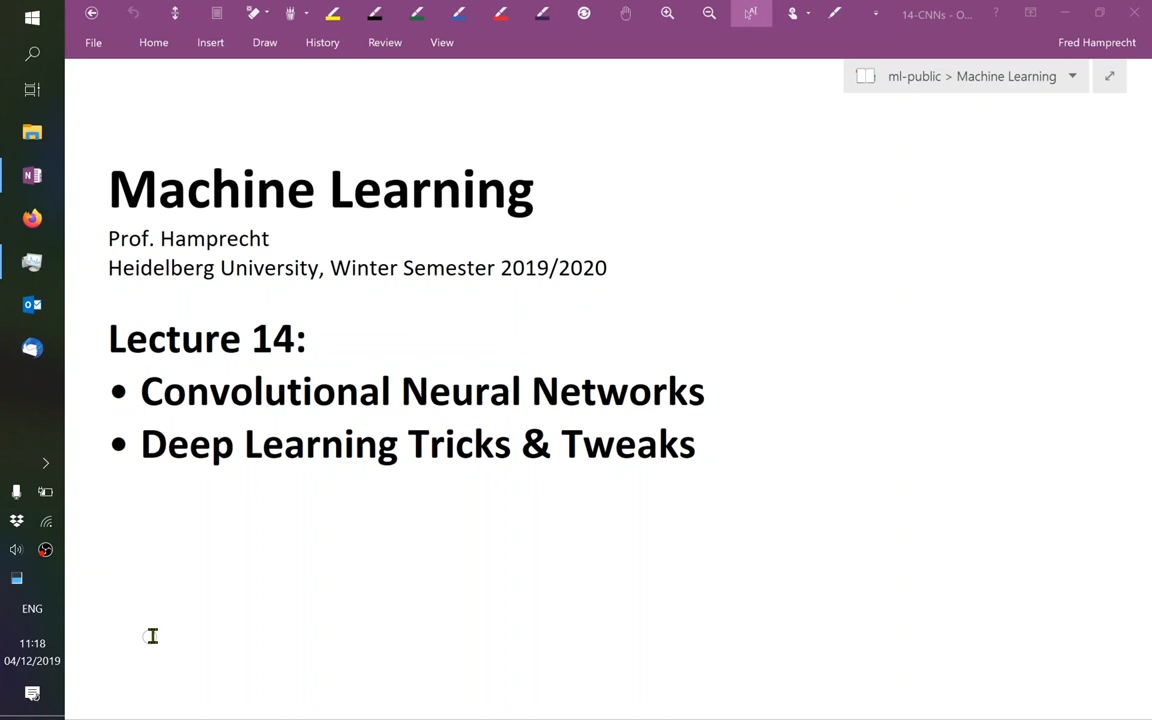 14-CNNs - O...
File Home Insert Draw History Review View Fred Hamprecht
ml-public > Machine Learning
Machine Learning
Prof. Hamprecht
Heidelberg University, Winter Semester 2019/2020
Lecture 14:
• Convolutional Neural Networks
• Deep Learning Tricks & Tweaks
ENG
11:18
04/12/2019